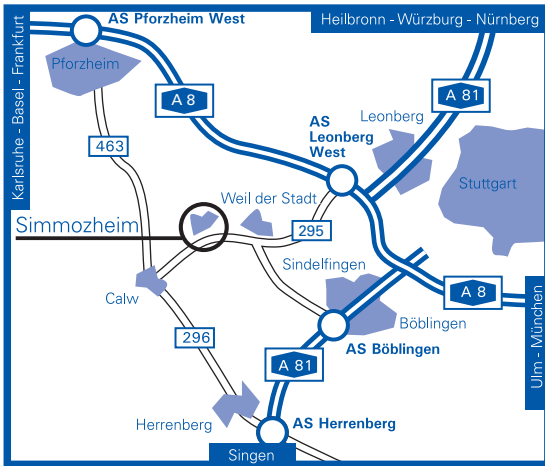 AS Pforzheim West
Heilbronn - Würzburg - Nürnberg
Karlsruhe - Basel - Frankfurt
Pforzheim
A 8
A 81
AS
Leonberg
West
Leonberg
463
Stuttgart
Weil der Stadt
Simmozheim
295
Sindelfingen
Calw
A 8
Böblingen
296
AS Böblingen
A 81
Ulm - München
Herrenberg
AS Herrenberg
Singen